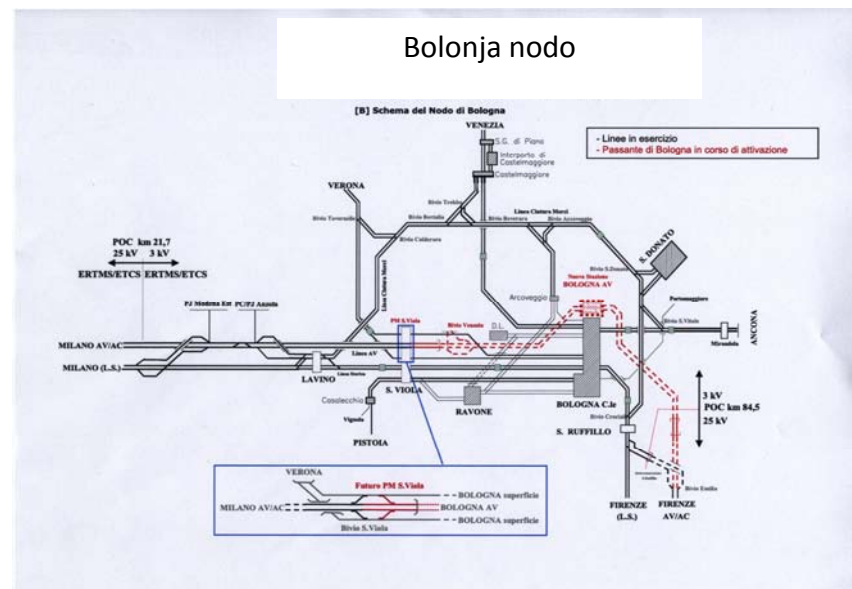 Bolonja nodo
[B] Schema del Nodo di Bologna
VENEZIA
S.G. di Piano
Interporto di
Castelmaggiore
Castelmaggiore
- Linee in esercizio
- Passante di Bologna in corso di attivazione
VERONA
Bivio Tavernelle
Bivio Trebbo
Bivio Bertalia
Bivio Beverara
Linea Cintura Merci
Bivio Arcoveggio
Bivio Calderara
S. DONATO
POC km 21,7
25 kV 3 kV
ERTMS/ETCS ERTMS/ETCS
Linea Cintura Merci
Bivio S.Donato
Nuova Stazione
BOLOGNA AV
Arcoveggio
Portomaggiore
PJ Modena Est
PC/PJ Anzola
PM S.Viola
D.L.
Bivio S.Vitale
ANCONA
MILANO AV/AC
Linea AV
Mirandola
MILANO (L.S.)
LAVINO
S. VIOLA
Casalecchio
Vignola
RAVONE
BOLOGNA C.le
PISTOIA
3 kV
POC km 84,5
25 kV
S. RUFFILLO
VERONA
Futuro PM S.Viola
BOLOGNA superficie
MILANO AV/AC
BOLOGNA AV
BOLOGNA superficie
Bivio S.Viola
Bivio Emilia
FIRENZE
(L.S.)
FIRENZE
AV/AC